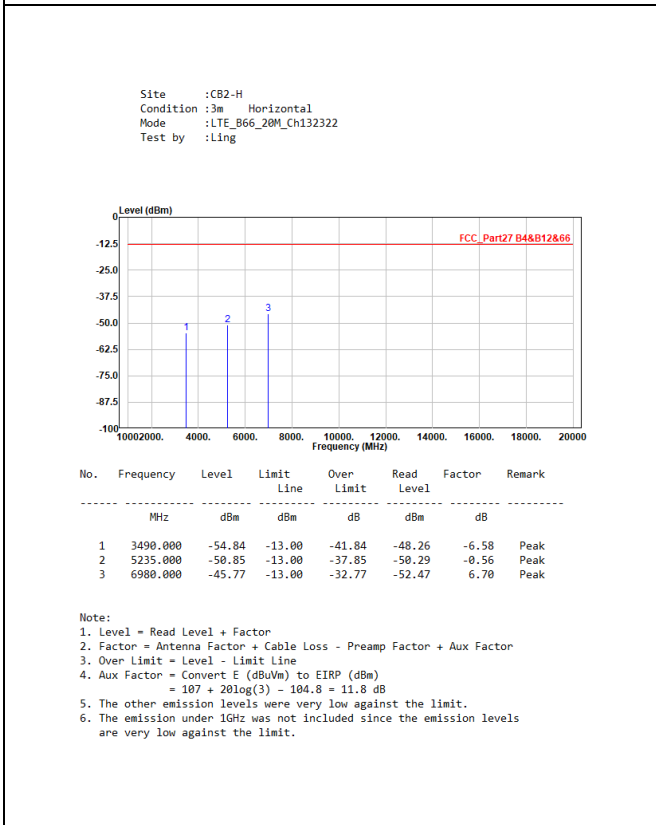 Site :CB2-H
Condition :3m Horizontal
Mode :LTE_B66_20M_Ch132322
Test by :Ling
Level (dBm)
0
FCC_Part27 B4&B12&66
-12.5
-25.0
-37.5
3
2
-50.0
1
-62.5
-75.0
-87.5
-100
10002000. 4000. 6000. 8000. 10000. 12000. 14000. 16000. 18000. 20000
Frequency (MHz)
No. Frequency Level Limit Over Read Factor Remark
Line Limit Level
------ ----------- -------- -------- --------- -------- -------- ---------
MHz dBm dBm dB dBm dB
1 3490.000 -54.84 -13.00 -41.84 -48.26 -6.58 Peak
2 5235.000 -50.85 -13.00 -37.85 -50.29 -0.56 Peak
3 6980.000 -45.77 -13.00 -32.77 -52.47 6.70 Peak
Note:
1. Level = Read Level + Factor
2. Factor = Antenna Factor + Cable Loss - Preamp Factor + Aux Factor
3. Over Limit = Level - Limit Line
4. Aux Factor = Convert E (dBuVm) to EIRP (dBm)
= 107 + 20log(3) – 104.8 = 11.8 dB
5. The other emission levels were very low against the limit.
6. The emission under 1GHz was not included since the emission levels
are very low against the limit.